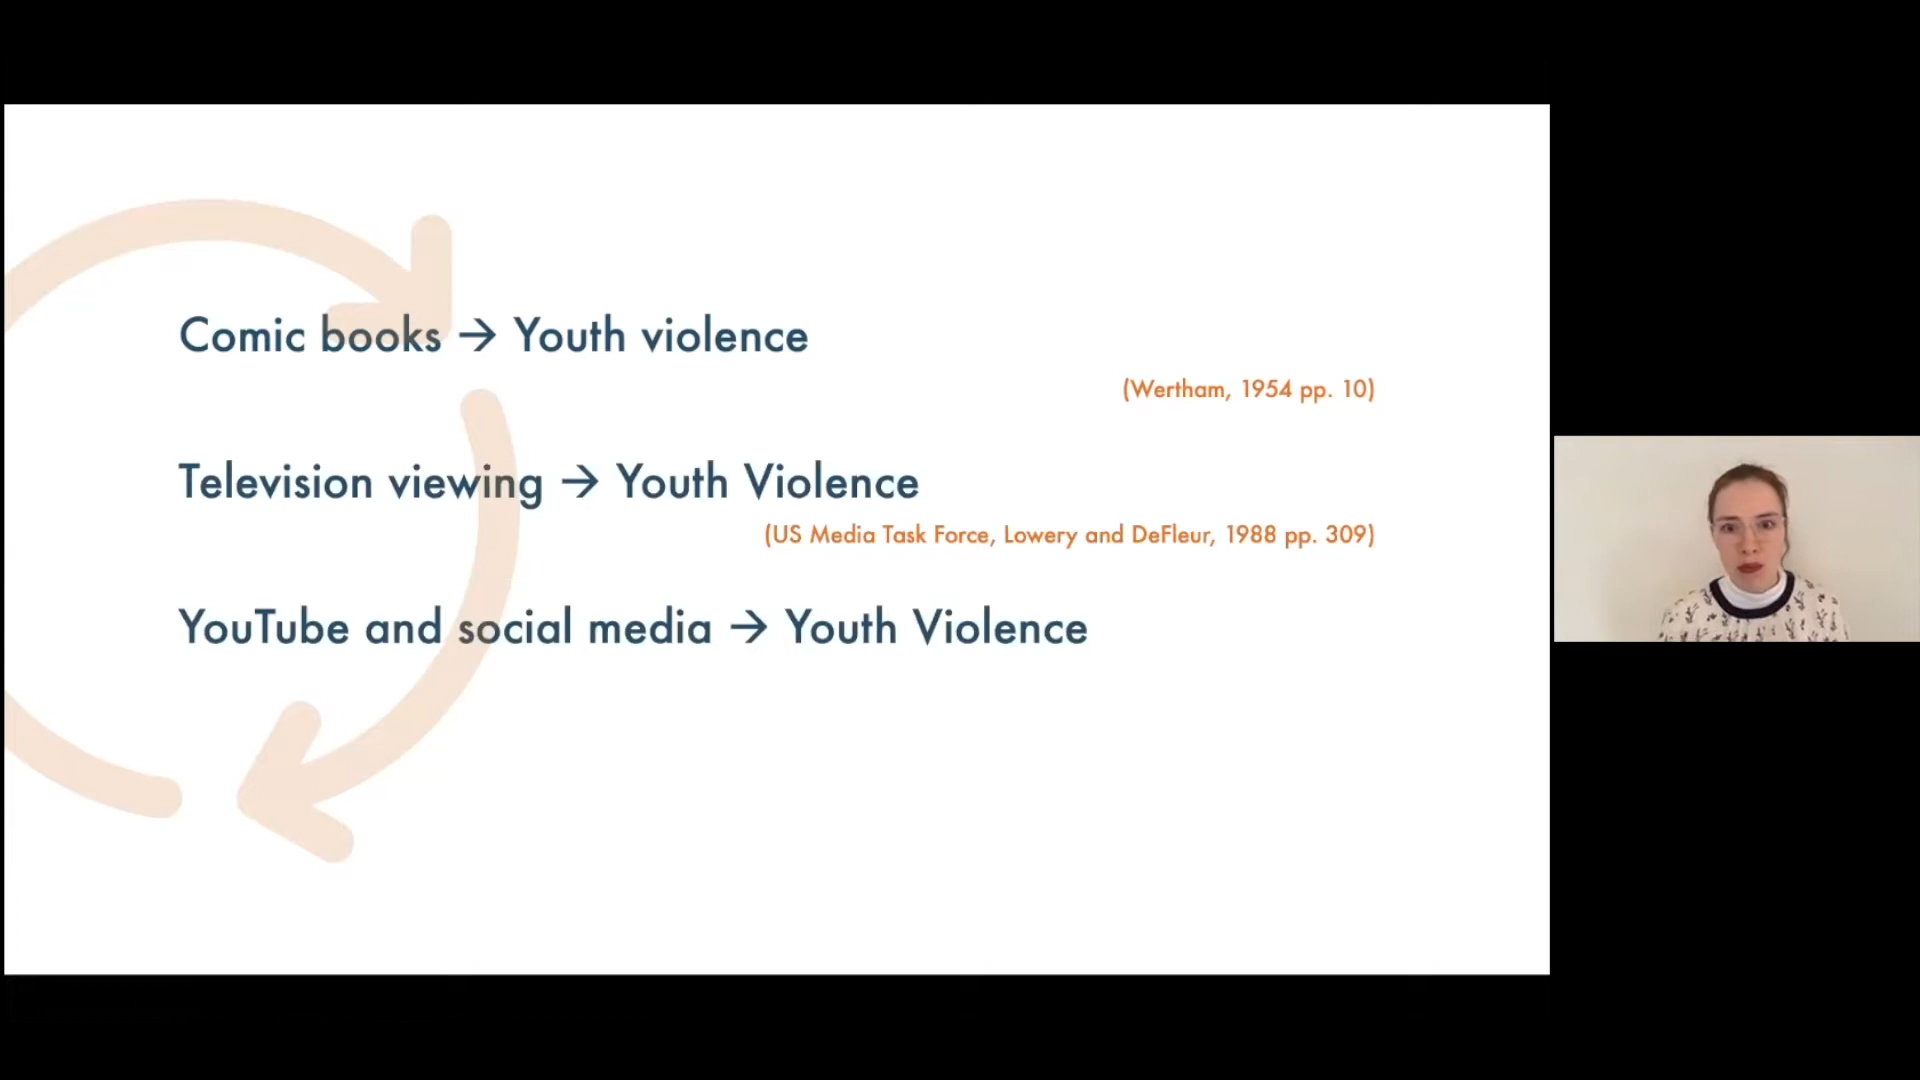 Comic books → Youth violence
(Wertham, 1954 pp. 10)
Television viewing → Youth Violence
(US Media Task Force, Lowery and DeFleur, 1988 pp. 309)
YouTube and social media → Youth Violence